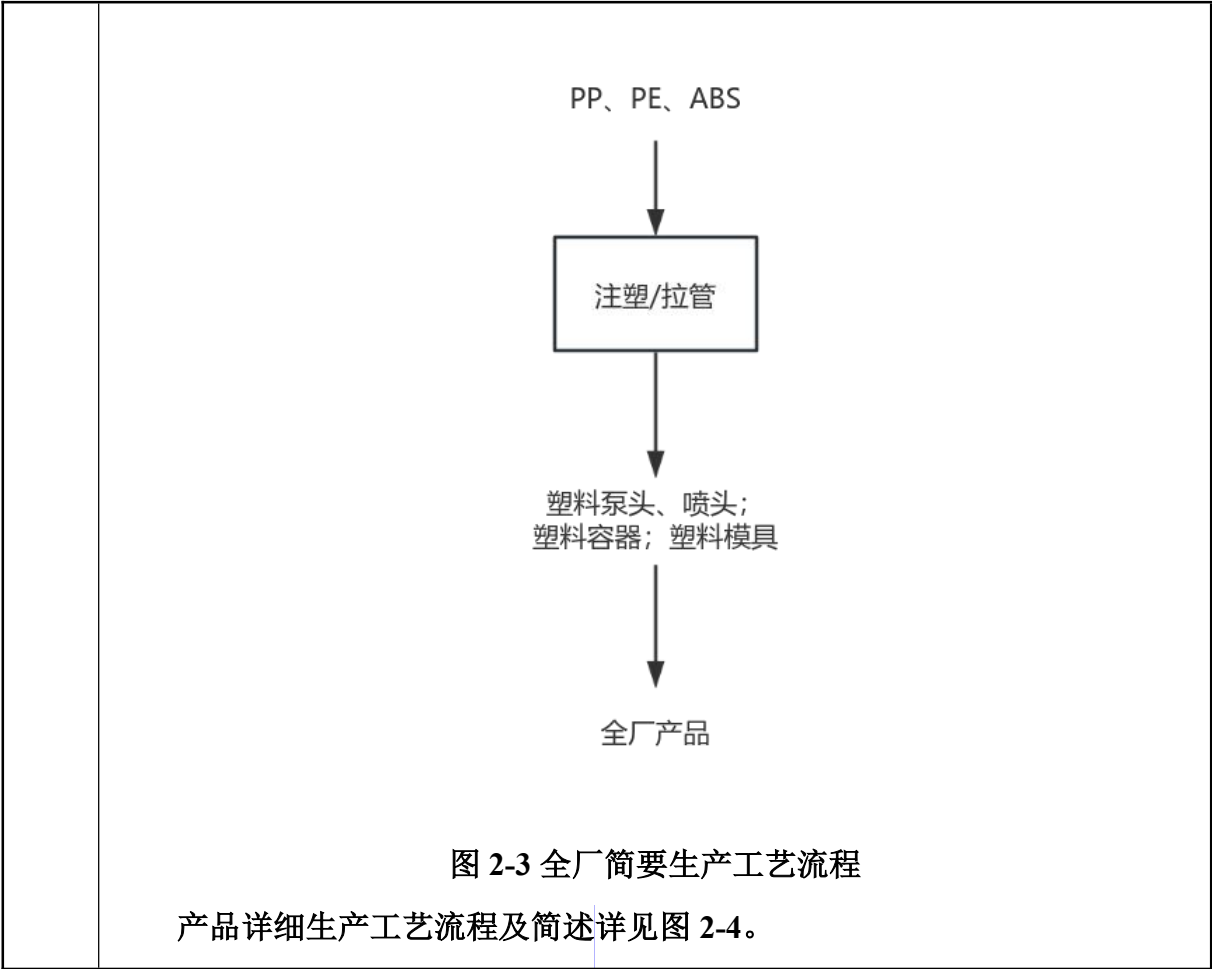 PP、PE、ABS
注塑/拉管
塑料泵头、喷头；
塑料容器；塑料模具
全厂产品
图 2-3 全厂简要生产工艺流程
产品详细生产工艺流程及简述详见图 2-4。